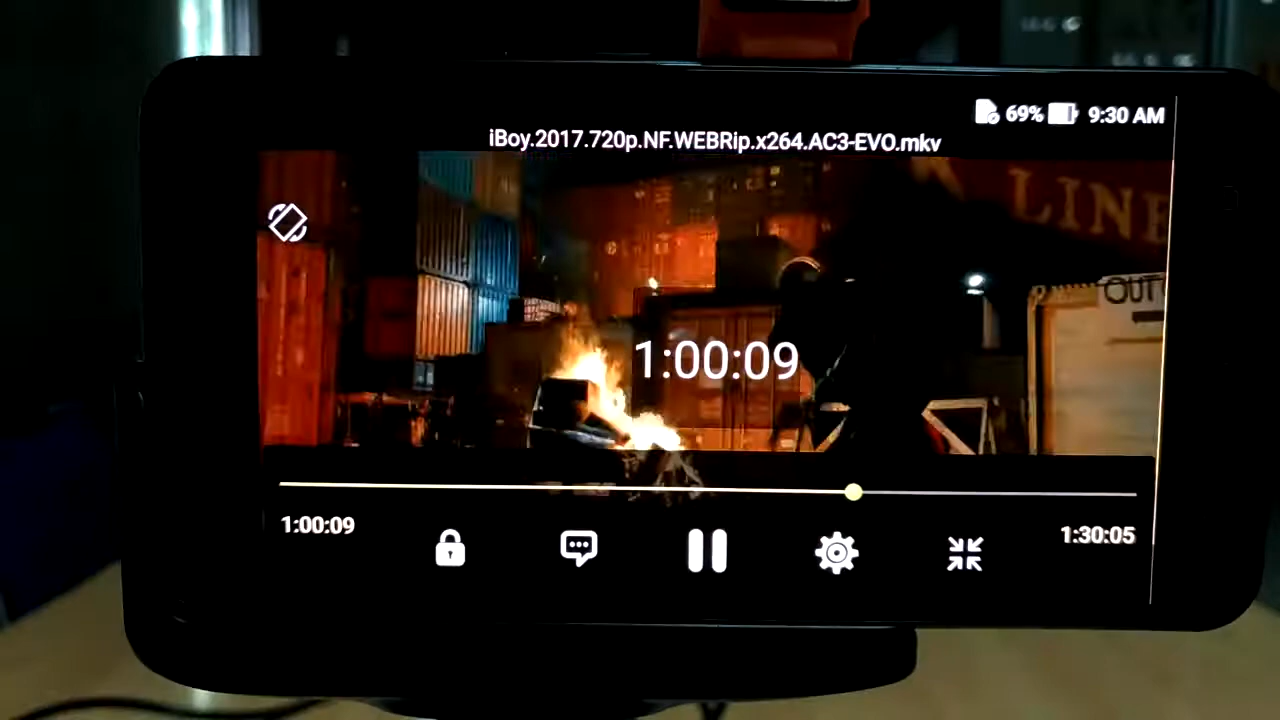 69% 9:30 AM
iBoy.2017.720p.NF.WEBRip.x264.AC3-EVO.mkv
LINE
OUT
1:00:09
1:00:09
1:30:05